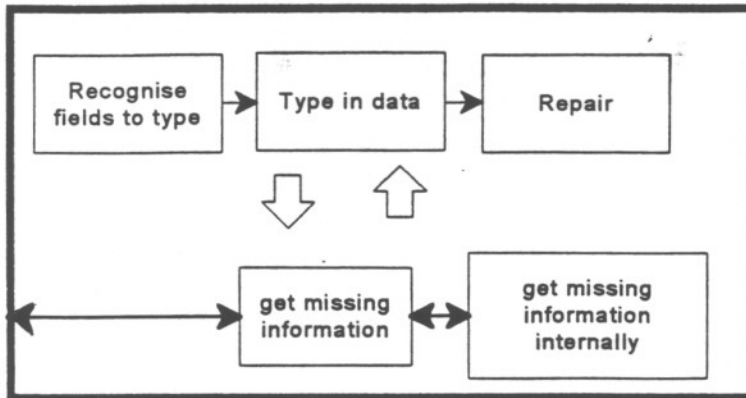 Recognise
fields to type
Type in data
Repair
get missing
information
get missing
information
internally